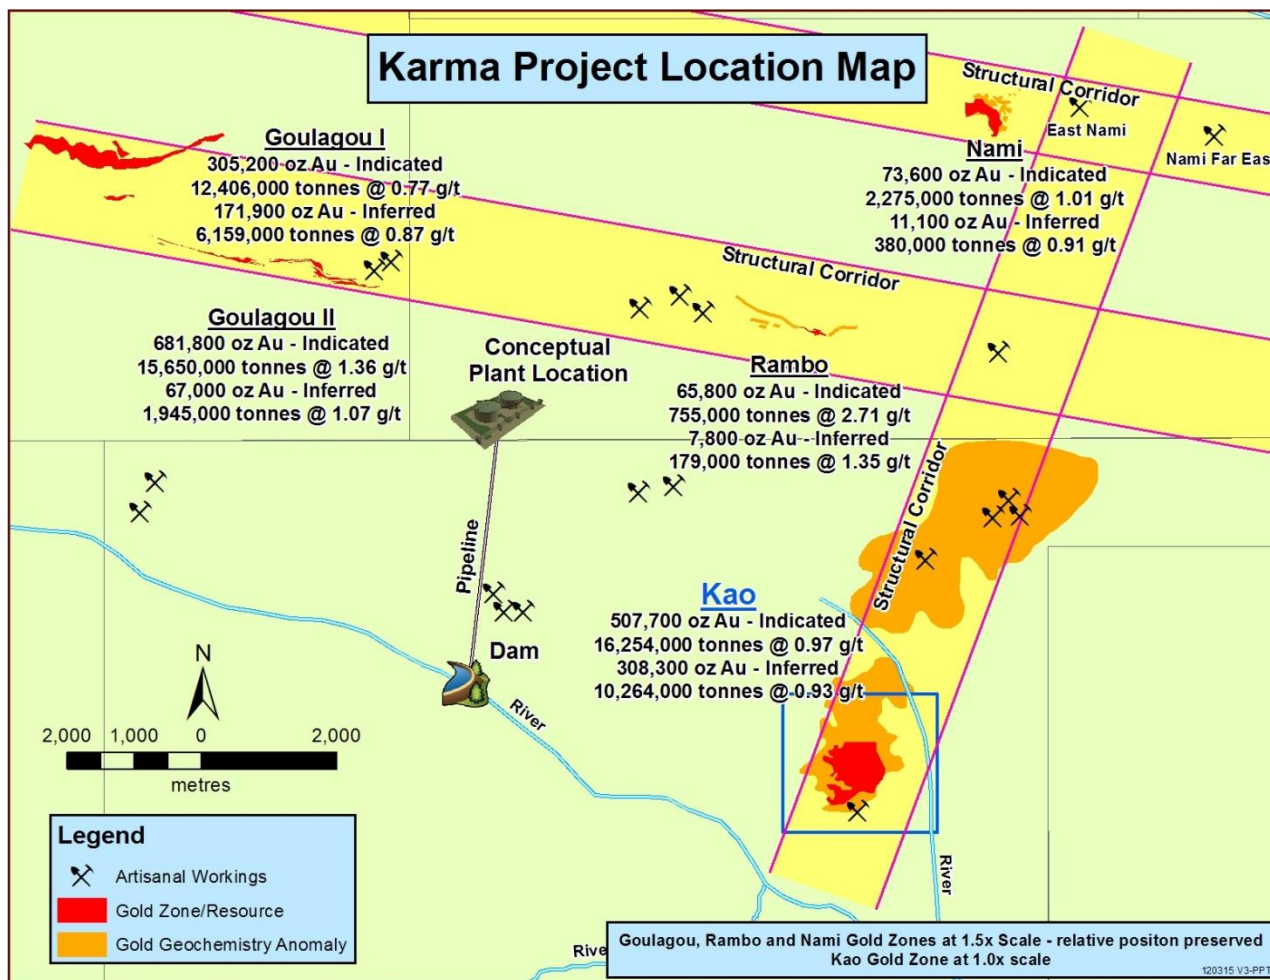 Karma Project Location Map
Structural Corridor
East Nami
Nami Far East
Goulagou I
305,200 oz Au - Indicated
12,406,000 tonnes @ 0.77 g/t
171,900 oz Au - Inferred
6,159,000 tonnes @ 0.87 g/t
Nami
73,600 oz Au - Indicated
2,275,000 tonnes @ 1.01 g/t
11,100 oz Au - Inferred
380,000 tonnes @ 0.91 g/t
Structural Corridor
Goulagou II
681,800 oz Au - Indicated
15,650,000 tonnes @ 1.36 g/t
67,000 oz Au - Inferred
1,945,000 tonnes @ 1.07 g/t
Conceptual
Plant Location
Rambo
65,800 oz Au - Indicated
755,000 tonnes @ 2.71 g/t
7,800 oz Au - Inferred
179,000 tonnes @ 1.35 g/t
Structural Corridor
Pipeline
Kao
507,700 oz Au - Indicated
16,254,000 tonnes @ 0.97 g/t
308,300 oz Au - Inferred
10,264,000 tonnes @ 0.93 g/t
Dam
River
N
2,000 1,000 0 2,000
metres
River
Legend
Artisanal Workings
Gold Zone/Resource
Gold Geochemistry Anomaly
Rive
Goulagou, Rambo and Nami Gold Zones at 1.5x Scale - relative positon preserved
Kao Gold Zone at 1.0x scale
120315 V3-PPT